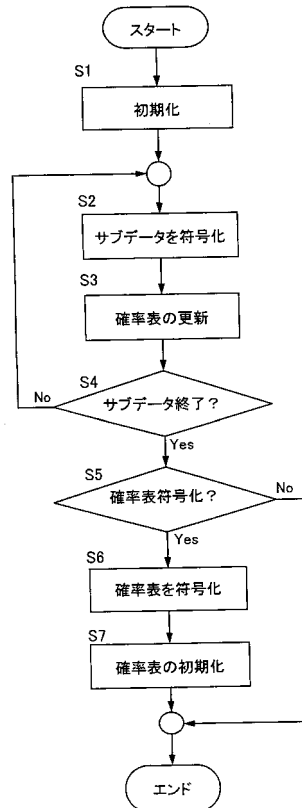 スタート
S1
初期化
S2
サブデータを符号化
S3
確率表の更新
S4
No
サブデータ終了？
Yes
S5
確率表符号化？
No
Yes
S6
確率表を符号化
S7
確率表の初期化
エンド